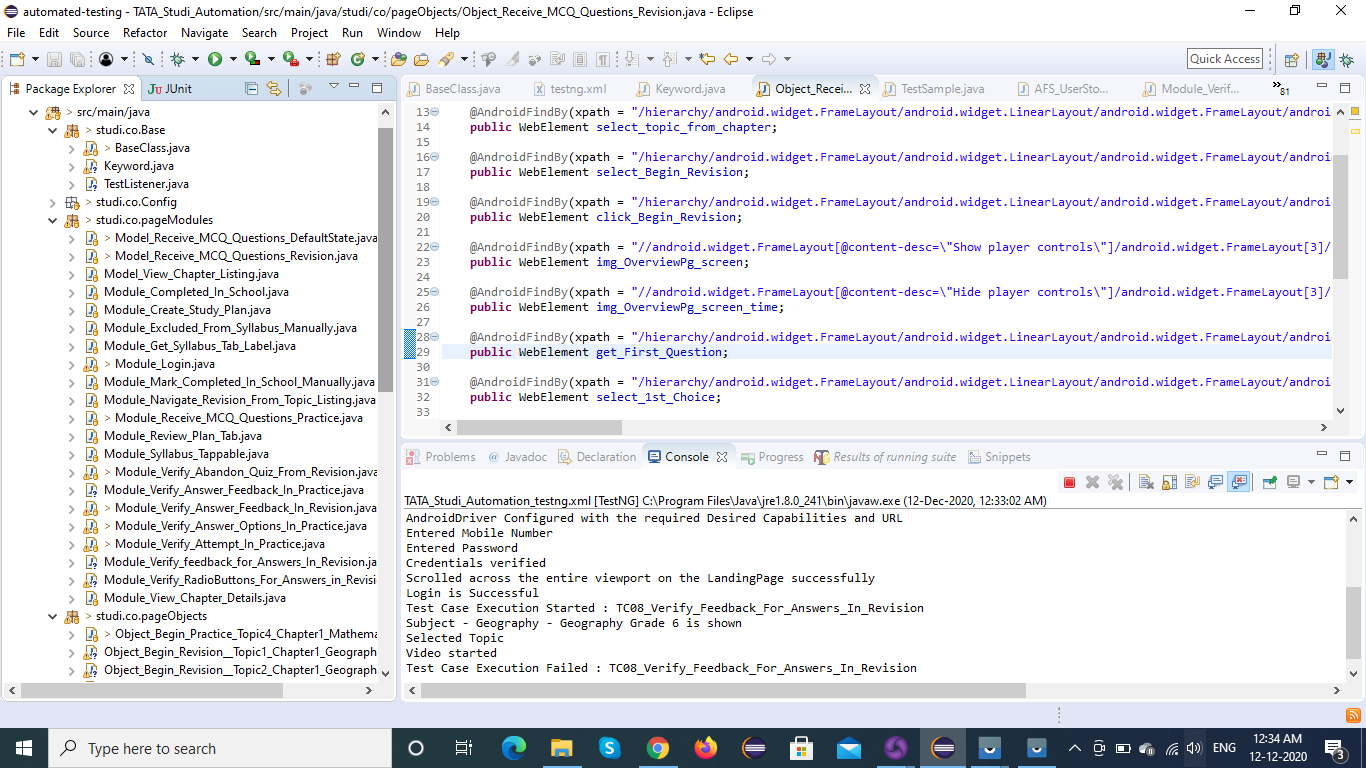 automated-testing - TATA_Studi_Automation/src/main/java/studi/co/pageObjects/Object_Receive_MCQ_Questions_Revision.java - Eclipse
File Edit Source Refactor Navigate Search Project Run Window Help
Quick Access
Package Explorer JUnit
BaseClass.java testng.xml Keyword.java Object_Recei... TestSample.java AFS_UserSto... Module_Verif... 81
src/main/java
> studi.co.Base
> BaseClass.java
Keyword.java
TestListener.java
> studi.co.Config
> studi.co.pageModules
> Model_Receive_MCQ_Questions_DefaultState.java
> Model_Receive_MCQ_Questions_Revision.java
Model_View_Chapter_Listing.java
Module_Completed_In_School.java
Module_Create_Study_Plan.java
Module_Excluded_From_Syllabus_Manually.java
Module_Get_Syllabus_Tab_Label.java
> Module_Login.java
Module_Mark_Completed_In_School_Manually.java
Module_Navigate_Revision_From_Topic_Listing.java
> Module_Receive_MCQ_Questions_Practice.java
Module_Review_Plan_Tab.java
Module_Syllabus_Tappable.java
> Module_Verify_Abandon_Quiz_From_Revision.java
Module_Verify_Answer_Feedback_In_Practice.java
> Module_Verify_Answer_Feedback_In_Revision.java
> Module_Verify_Answer_Options_In_Practice.java
> Module_Verify_Attempt_In_Practice.java
Module_Verify_feedback_for_Answers_In_Revision.ja
Module_Verify_RadioButtons_For_Answers_in_Revisi
Module_View_Chapter_Details.java
> studi.co.pageObjects
> Object_Begin_Practice_Topic4_Chapter1_Mathema
Object_Begin_Revision__Topic1_Chapter1_Geograph
Object_Begin_Revision__Topic2_Chapter1_Geograph
13 @AndroidFindBy(xpath = "/hierarchy/android.widget.FrameLayout/android.widget.LinearLayout/android.widget.FrameLayout/androi
14 public WebElement select_topic_from_chapter;
15
16 @AndroidFindBy(xpath = "/hierarchy/android.widget.FrameLayout/android.widget.LinearLayout/android.widget.FrameLayout/androi
17 public WebElement select_Begin_Revision;
18
19 @AndroidFindBy(xpath = "/hierarchy/android.widget.FrameLayout/android.widget.LinearLayout/android.widget.FrameLayout/androi
20 public WebElement click_Begin_Revision;
21
22 @AndroidFindBy(xpath = "//android.widget.FrameLayout[@content-desc=\"Show player controls\"]/android.widget.FrameLayout[3]/
23 public WebElement img_OverviewPg_screen;
24
25 @AndroidFindBy(xpath = "//android.widget.FrameLayout[@content-desc=\"Hide player controls\"]/android.widget.FrameLayout[3]/
26 public WebElement img_OverviewPg_screen_time;
27
28 @AndroidFindBy(xpath = "/hierarchy/android.widget.FrameLayout/android.widget.LinearLayout/android.widget.FrameLayout/androi
29 public WebElement get_First_Question;
30
31 @AndroidFindBy(xpath = "/hierarchy/android.widget.FrameLayout/android.widget.LinearLayout/android.widget.FrameLayout/androi
32 public WebElement select_1st_Choice;
33
Problems Javadoc Declaration Console Progress Results of running suite Snippets
TATA_Studi_Automation_testng.xml [TestNG] C:\Program Files\Java\jre1.8.0_241\bin\javaw.exe (12-Dec-2020, 12:33:02 AM)
AndroidDriver Configured with the required Desired Capabilities and URL
Entered Mobile Number
Entered Password
Credentials verified
Scrolled across the entire viewport on the LandingPage successfully
Login is Successful
Test Case Execution Started : TC08_Verify_Feedback_For_Answers_In_Revision
Subject - Geography - Geography Grade 6 is shown
Selected Topic
Video started
Test Case Execution Failed : TC08_Verify_Feedback_For_Answers_In_Revision
Type here to search
ENG
12:34 AM
12-12-2020
3